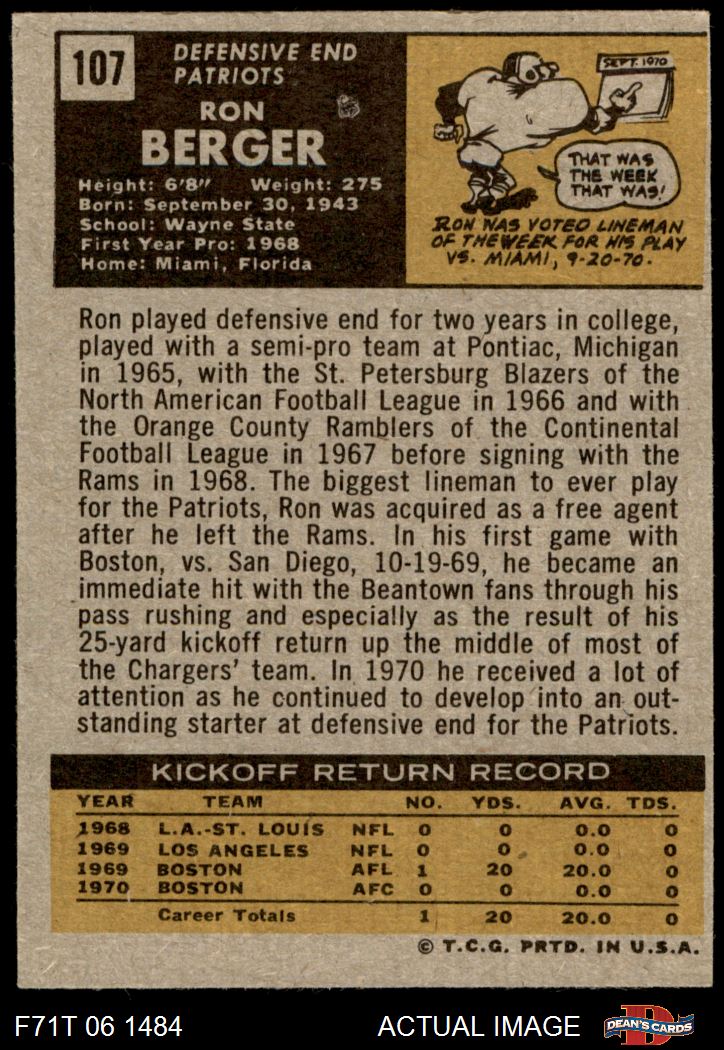 107
DEFENSIVE END
PATRIOTS
RON
BERGER
Height: 6'8" Weight: 275
Born: September 30, 1943
School: Wayne State
First Year Pro: 1968
Home: Miami, Florida
SEPT. 1970
THAT WAS
THE WEEK
THAT WAS!
RON WAS VOTED LINEMAN
OF THE WEEK FOR HIS PLAY
VS. MIAMI, 9-20-70.
Ron played defensive end for two years in college,
played with a semi-pro team at Pontiac, Michigan
in 1965, with the St. Petersburg Blazers of the
North American Football League in 1966 and with
the Orange County Ramblers of the Continental
Football League in 1967 before signing with the
Rams in 1968. The biggest lineman to ever play
for the Patriots, Ron was acquired as a free agent
after he left the Rams. In his first game with
Boston, vs. San Diego, 10-19-69, he became an
immediate hit with the Beantown fans through his
pass rushing and especially as the result of his
25-yard kickoff return up the middle of most of
the Chargers' team. In 1970 he received a lot of
attention as he continued to develop into an out-
standing starter at defensive end for the Patriots.
KICKOFF RETURN RECORD
YEAR TEAM NO. YDS. AVG. TDS.
1968 L.A.-ST. LOUIS NFL 0 0 0.0 0
1969 LOS ANGELES NFL 0 0 0.0 0
1969 BOSTON AFL 1 20 20.0 0
1970 BOSTON AFC 0 0 0.0 0
Career Totals 1 20 20.0 0
© T.C.G. PRTD. IN U.S.A.
F71T 06 1484 ACTUAL IMAGE DEAN'S CARDS